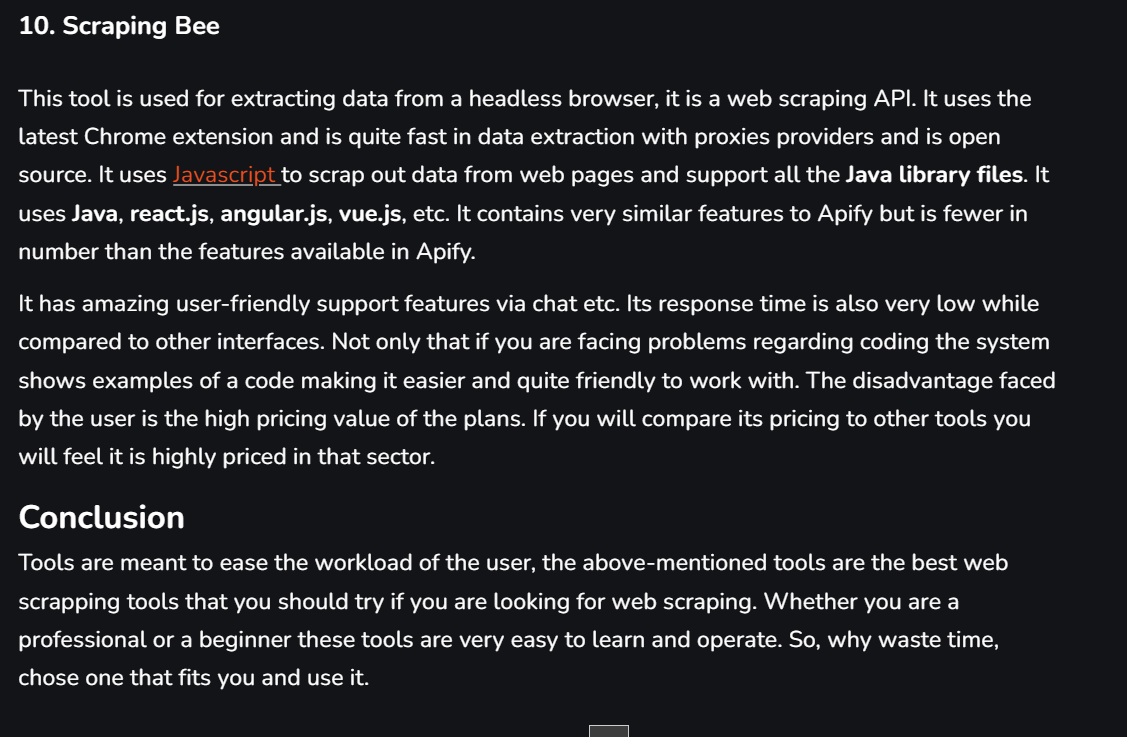 10. Scraping Bee
This tool is used for extracting data from a headless browser, it is a web scraping API. It uses the
latest Chrome extension and is quite fast in data extraction with proxies providers and is open
source. It uses Javascript to scrap out data from web pages and support all the Java library files. It
uses Java, react.js, angular.js, vue.js, etc. It contains very similar features to Apify but is fewer in
number than the features available in Apify.
It has amazing user-friendly support features via chat etc. Its response time is also very low while
compared to other interfaces. Not only that if you are facing problems regarding coding the system
shows examples of a code making it easier and quite friendly to work with. The disadvantage faced
by the user is the high pricing value of the plans. If you will compare its pricing to other tools you
will feel it is highly priced in that sector.
Conclusion
Tools are meant to ease the workload of the user, the above-mentioned tools are the best web
scrapping tools that you should try if you are looking for web scraping. Whether you are a
professional or a beginner these tools are very easy to learn and operate. So, why waste time,
chose one that fits you and use it.